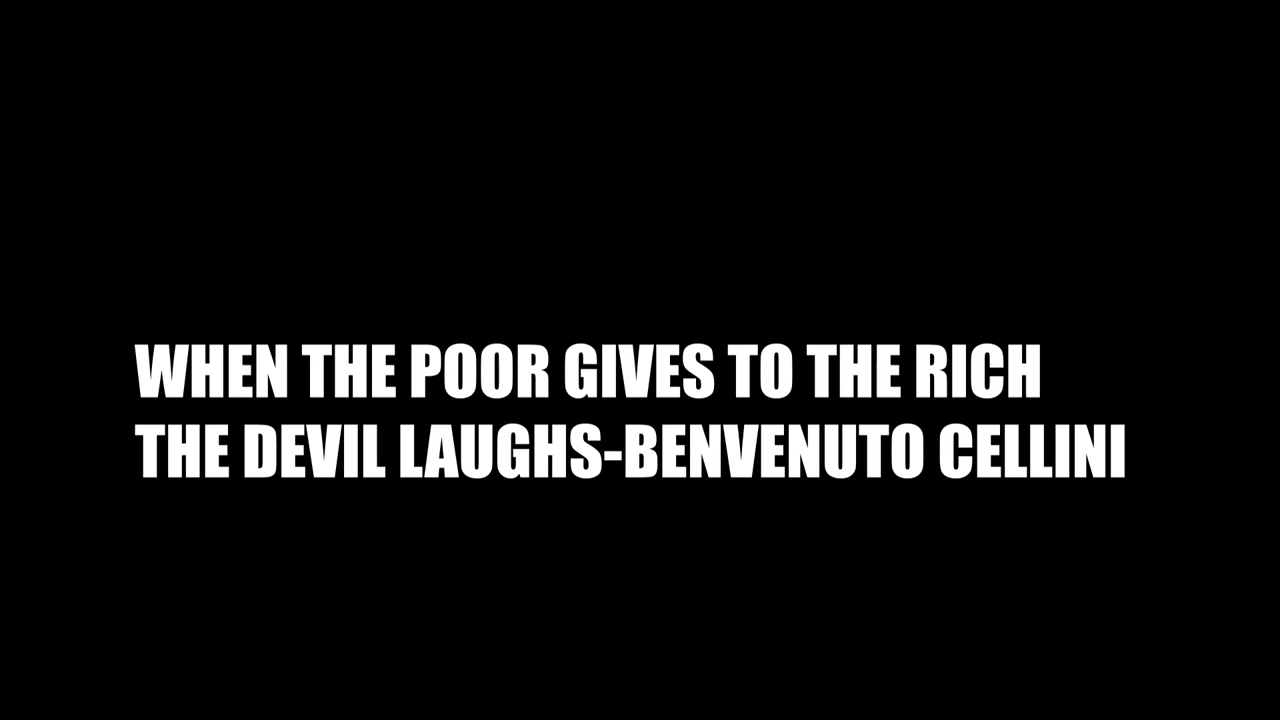 WHEN THE POOR GIVES TO THE RICH
THE DEVIL LAUGHS-BENVENUTO CELLINI